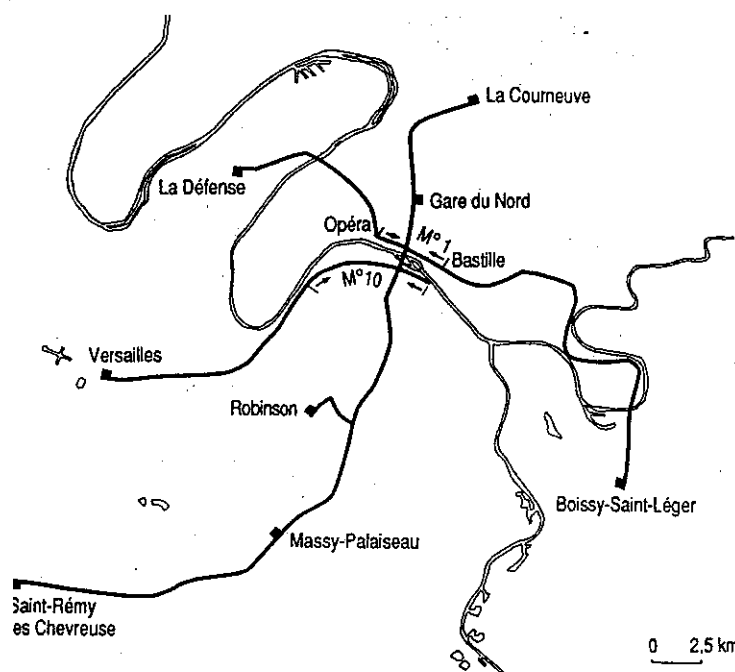 La Courneuve
La Défense
Gare du Nord
Opéra
M° 1
Bastille
M° 10
Versailles
Robinson
Boissy-Saint-Léger
Massy-Palaiseau
Saint-Rémy
es Chevreuse
0 2,5 km